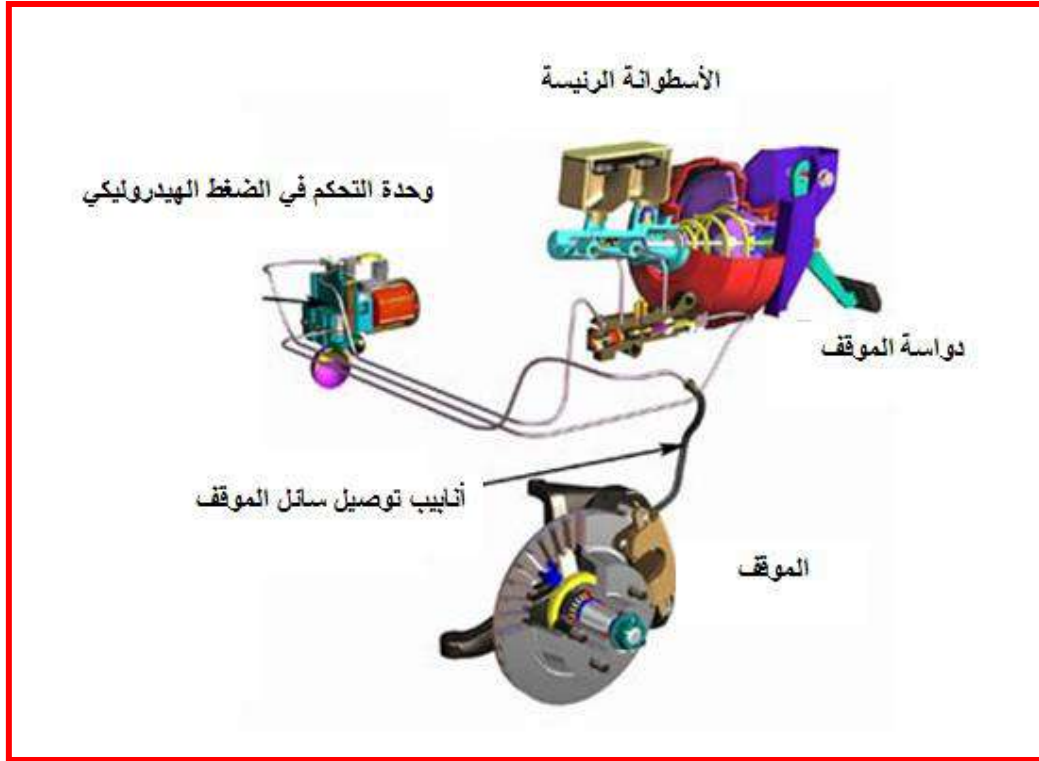 الأسطوانة الرئيسة
وحدة التحكم في الضغط الهيدروليكي
دواسة الموقف
أنابيب توصيل سائل الموقف
الموقف